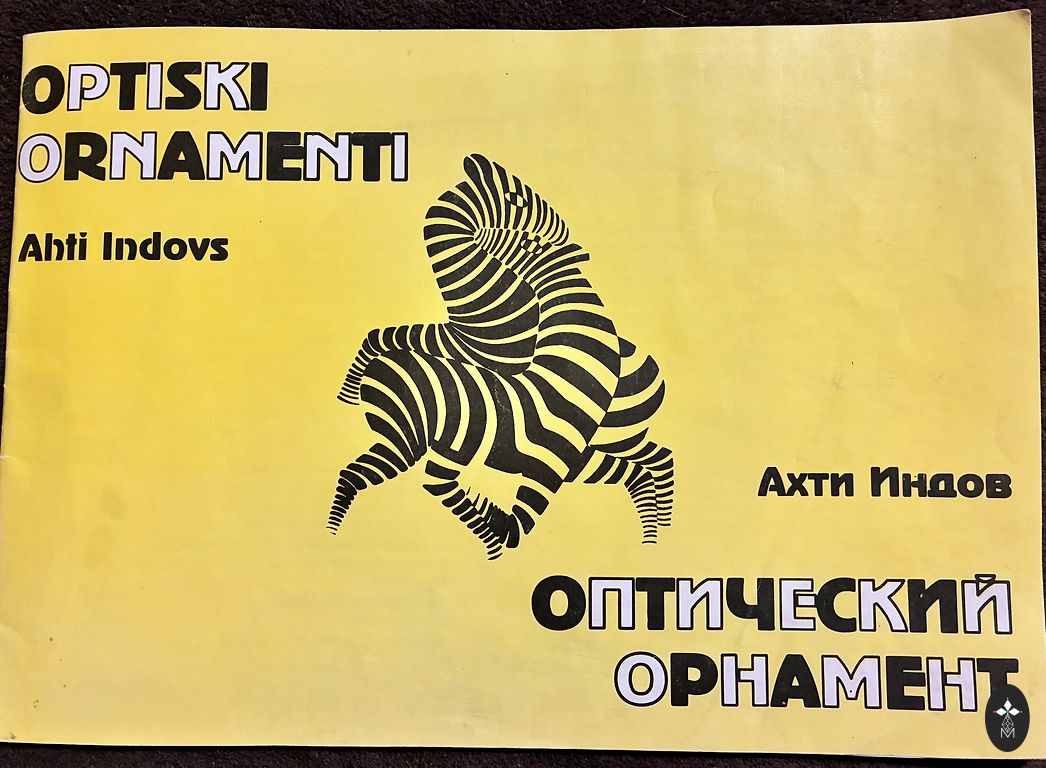 OPTISKI
ORNAMENTI
Ahti Indovs
Ахти Индов
ОПТИЧЕСКИЙ
ОРНАМЕНТ